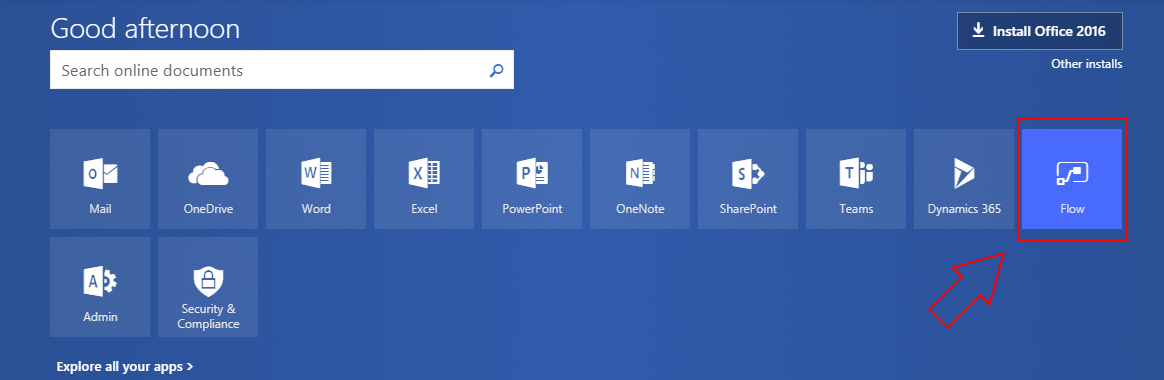 Good afternoon
Install Office 2016
Search online documents
Other installs
Mail
OneDrive
Word
Excel
PowerPoint
OneNote
SharePoint
Teams
Dynamics 365
Flow
Admin
Security &
Compliance
Explore all your apps >